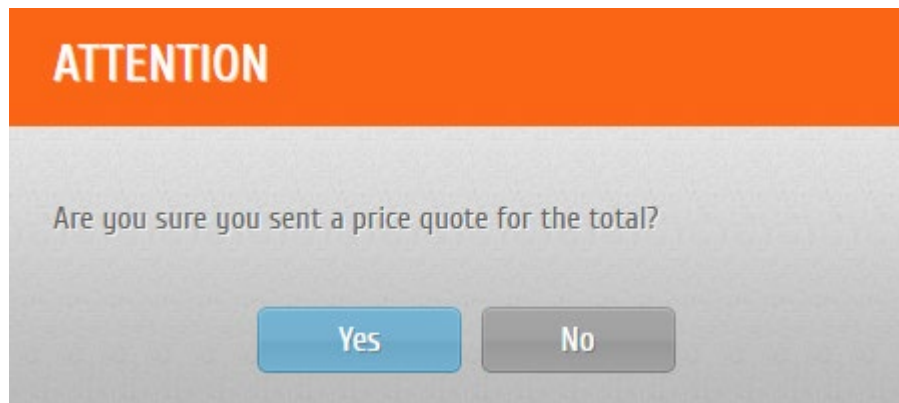 ATTENTION
Are you sure you sent a price quote for the total?
Yes
No